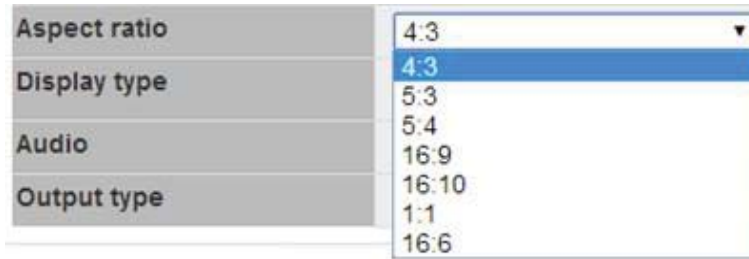 Aspect ratio 4:3
4:3
Display type
5:3
5:4
Audio
16:9
16:10
Output type
1:1
16:6